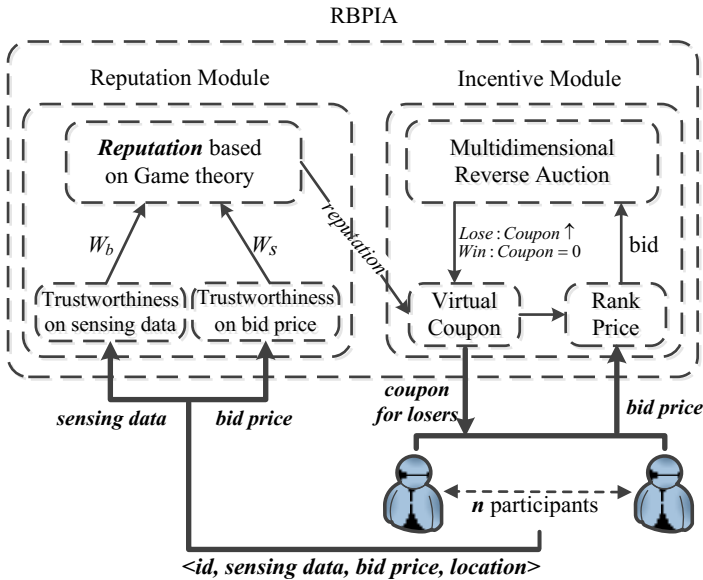 RBPIA
Reputation Module
Incentive Module
Reputation based
on Game theory
Multidimensional
Reverse Auction
reputation
W_b
W_s
Lose : Coupon ↑
Win : Coupon = 0
bid
Trustworthiness
on sensing data
Trustworthiness
on bid price
Virtual
Coupon
Rank
Price
sensing data
bid price
coupon
for losers
bid price
n participants
<id, sensing data, bid price, location>